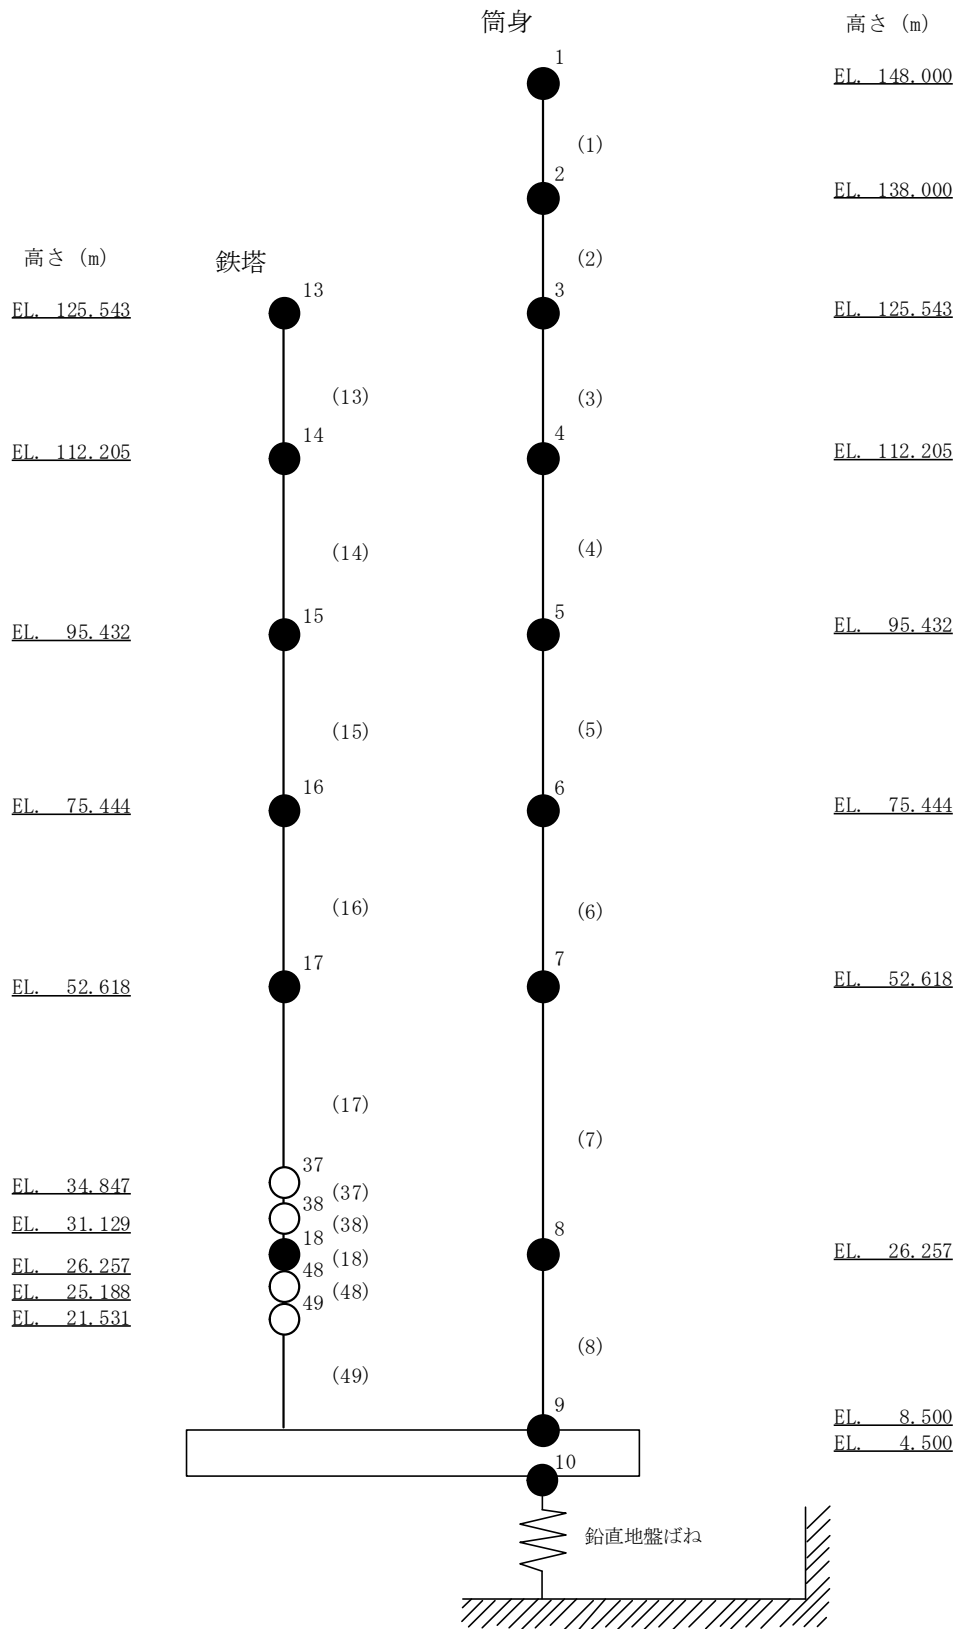 筒身
高さ (m)
1
EL. 148.000
(1)
2
EL. 138.000
高さ (m)
鉄塔
(2)
13
3
EL. 125.543
EL. 125.543
(13)
(3)
14
4
EL. 112.205
EL. 112.205
(14)
(4)
15
5
EL. 95.432
EL. 95.432
(15)
(5)
16
6
EL. 75.444
EL. 75.444
(16)
(6)
17
7
EL. 52.618
EL. 52.618
(17)
(7)
37
EL. 34.847
(37)
38
EL. 31.129
(38)
18
8
EL. 26.257
EL. 26.257
(18)
48
EL. 25.188
(48)
49
EL. 21.531
(8)
(49)
9
EL. 8.500
EL. 4.500
10
鉛直地盤ばね